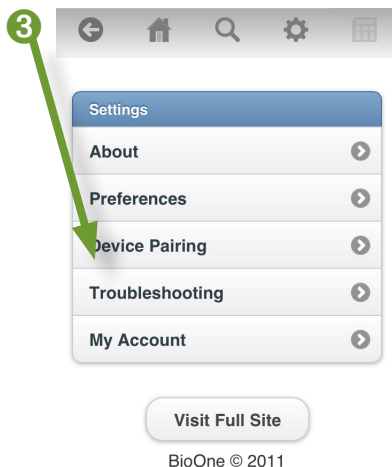 3
Settings
About
Preferences
Device Pairing
Troubleshooting
My Account
Visit Full Site
BioOne © 2011